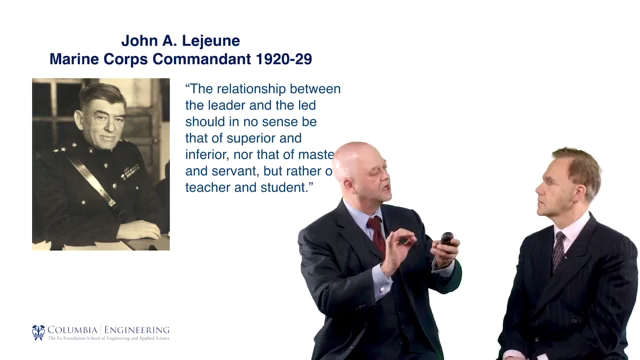 John A. Lejeune
Marine Corps Commandant 1920-29
“The relationship between
the leader and the led
should in no sense be
that of superior and
inferior, nor that of maste
and servant, but rather o
teacher and student.”
COLUMBIA | ENGINEERING
The Fu Foundation School of Engineering and Applied Science